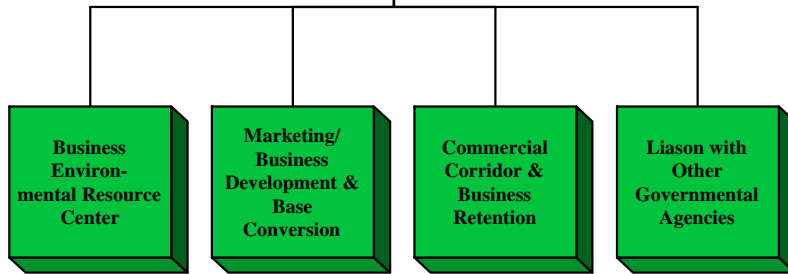 Business
Environ-
mental Resource
Center
Marketing/
Business
Development &
Base
Conversion
Commercial
Corridor &
Business
Retention
Liason with
Other
Governmental
Agencies